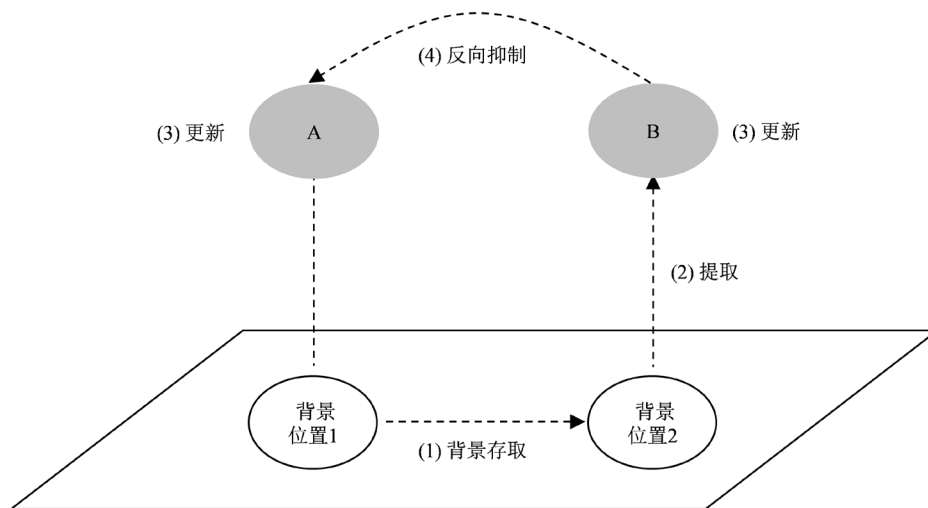 (4) 反向抑制
(3) 更新
A
B
(3) 更新
(2) 提取
背景
位置1
背景
位置2
(1) 背景存取